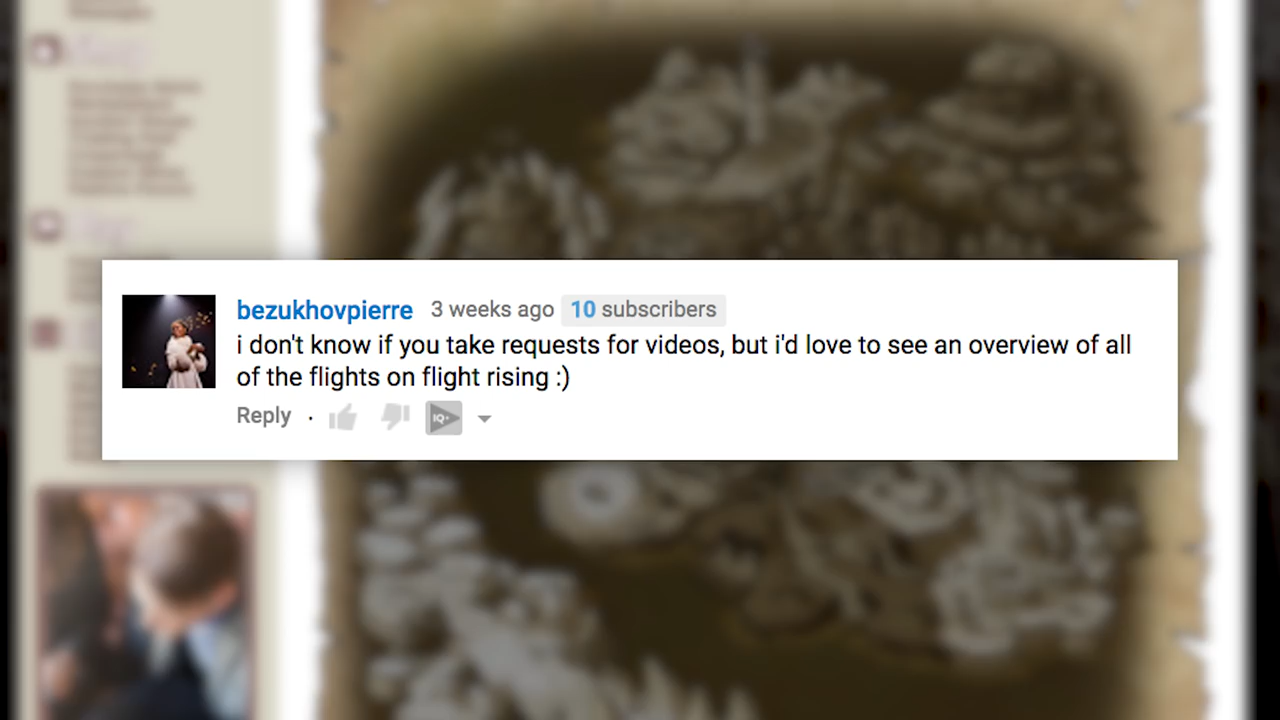 bezukhovpierre 3 weeks ago 10 subscribers
i don't know if you take requests for videos, but i'd love to see an overview of all
of the flights on flight rising :)
Reply · IQ+